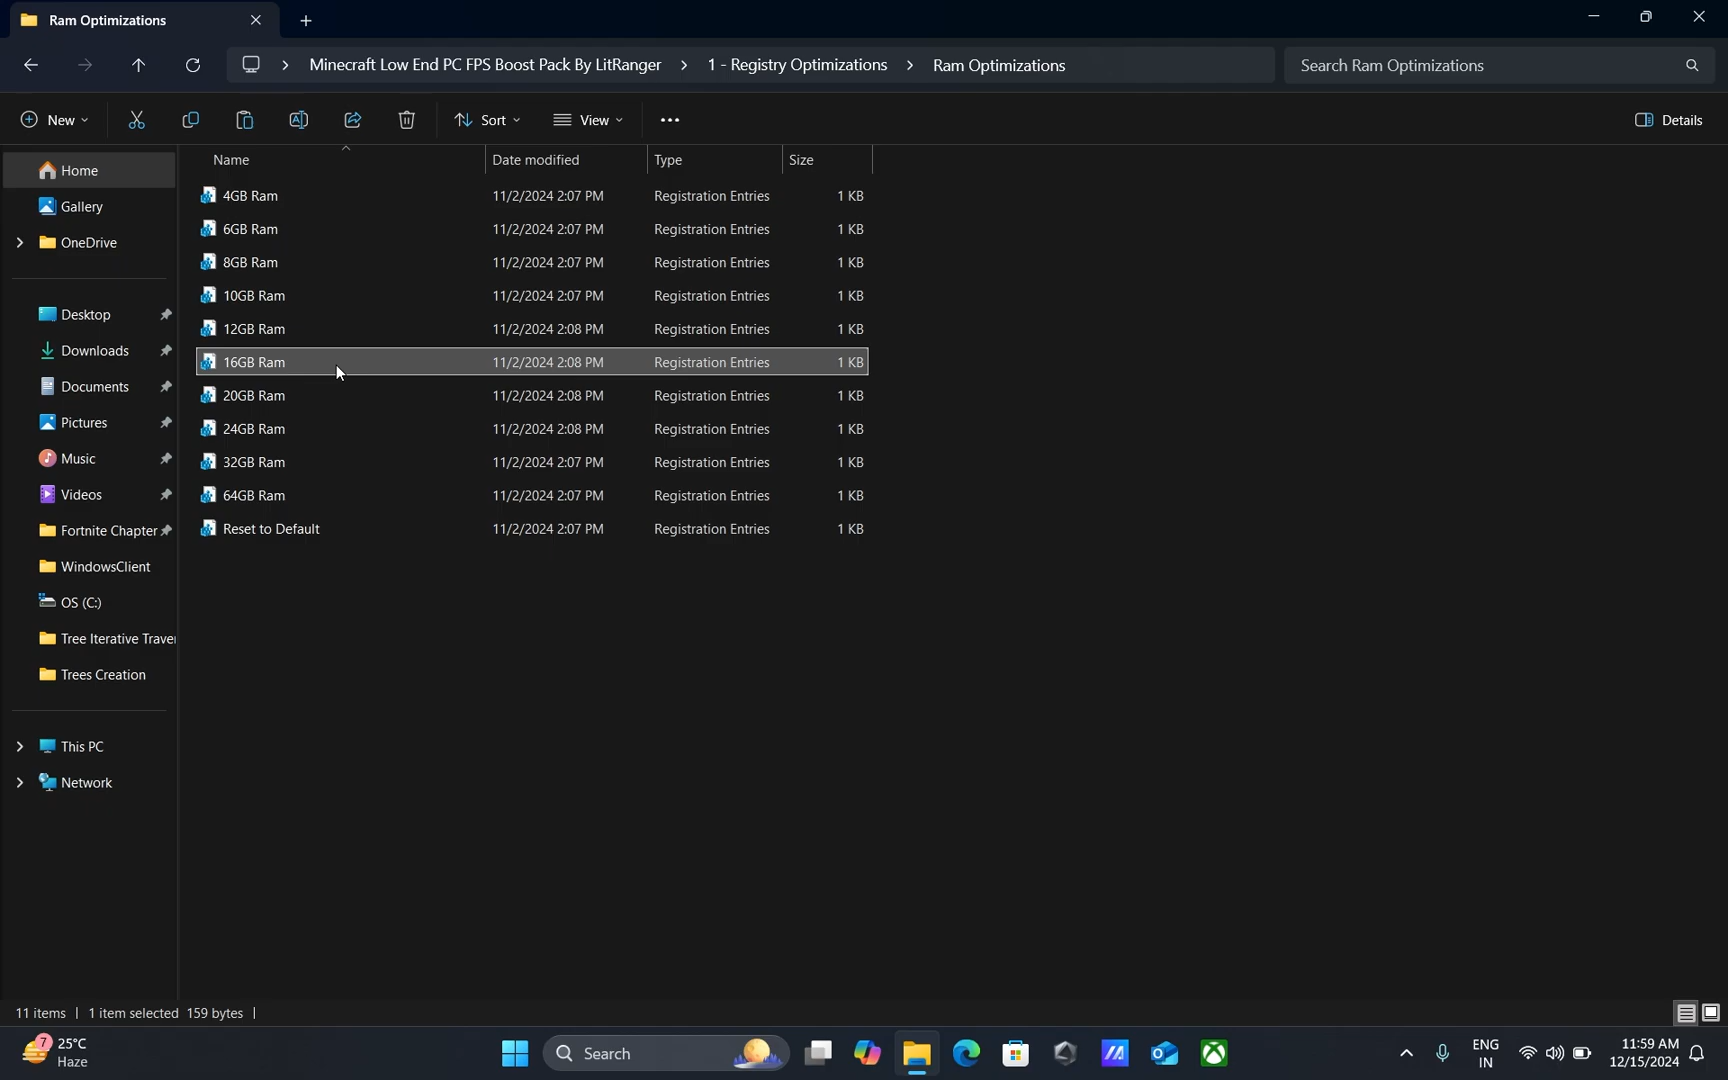 Ram Optimizations
Minecraft Low End PC FPS Boost Pack By LitRanger > 1 - Registry Optimizations > Ram Optimizations
Search Ram Optimizations
New
Sort
View
Details
Name Date modified Type Size
Home
Gallery
OneDrive
Desktop
Downloads
Documents
Pictures
Music
Videos
Fortnite Chapter
WindowsClient
OS (C:)
Tree Iterative Traver
Trees Creation
This PC
Network
4GB Ram 11/2/2024 2:07 PM Registration Entries 1 KB
6GB Ram 11/2/2024 2:07 PM Registration Entries 1 KB
8GB Ram 11/2/2024 2:07 PM Registration Entries 1 KB
10GB Ram 11/2/2024 2:07 PM Registration Entries 1 KB
12GB Ram 11/2/2024 2:08 PM Registration Entries 1 KB
16GB Ram 11/2/2024 2:08 PM Registration Entries 1 KB
20GB Ram 11/2/2024 2:08 PM Registration Entries 1 KB
24GB Ram 11/2/2024 2:08 PM Registration Entries 1 KB
32GB Ram 11/2/2024 2:07 PM Registration Entries 1 KB
64GB Ram 11/2/2024 2:07 PM Registration Entries 1 KB
Reset to Default 11/2/2024 2:07 PM Registration Entries 1 KB
11 items | 1 item selected 159 bytes |
7
25°C
Haze
Search
ENG
IN
11:59 AM
12/15/2024